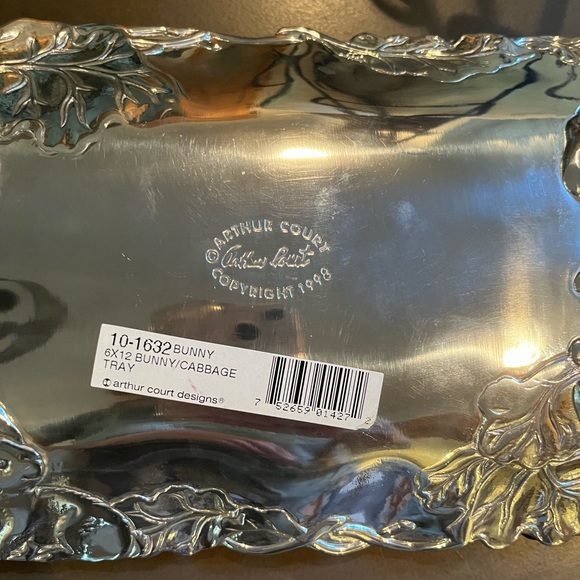 © ARTHUR COURT
Arthur Court
COPYRIGHT 1998
10-1632 BUNNY
6X12 BUNNY/CABBAGE
TRAY
arthur court designs®
7 52659 01427 2